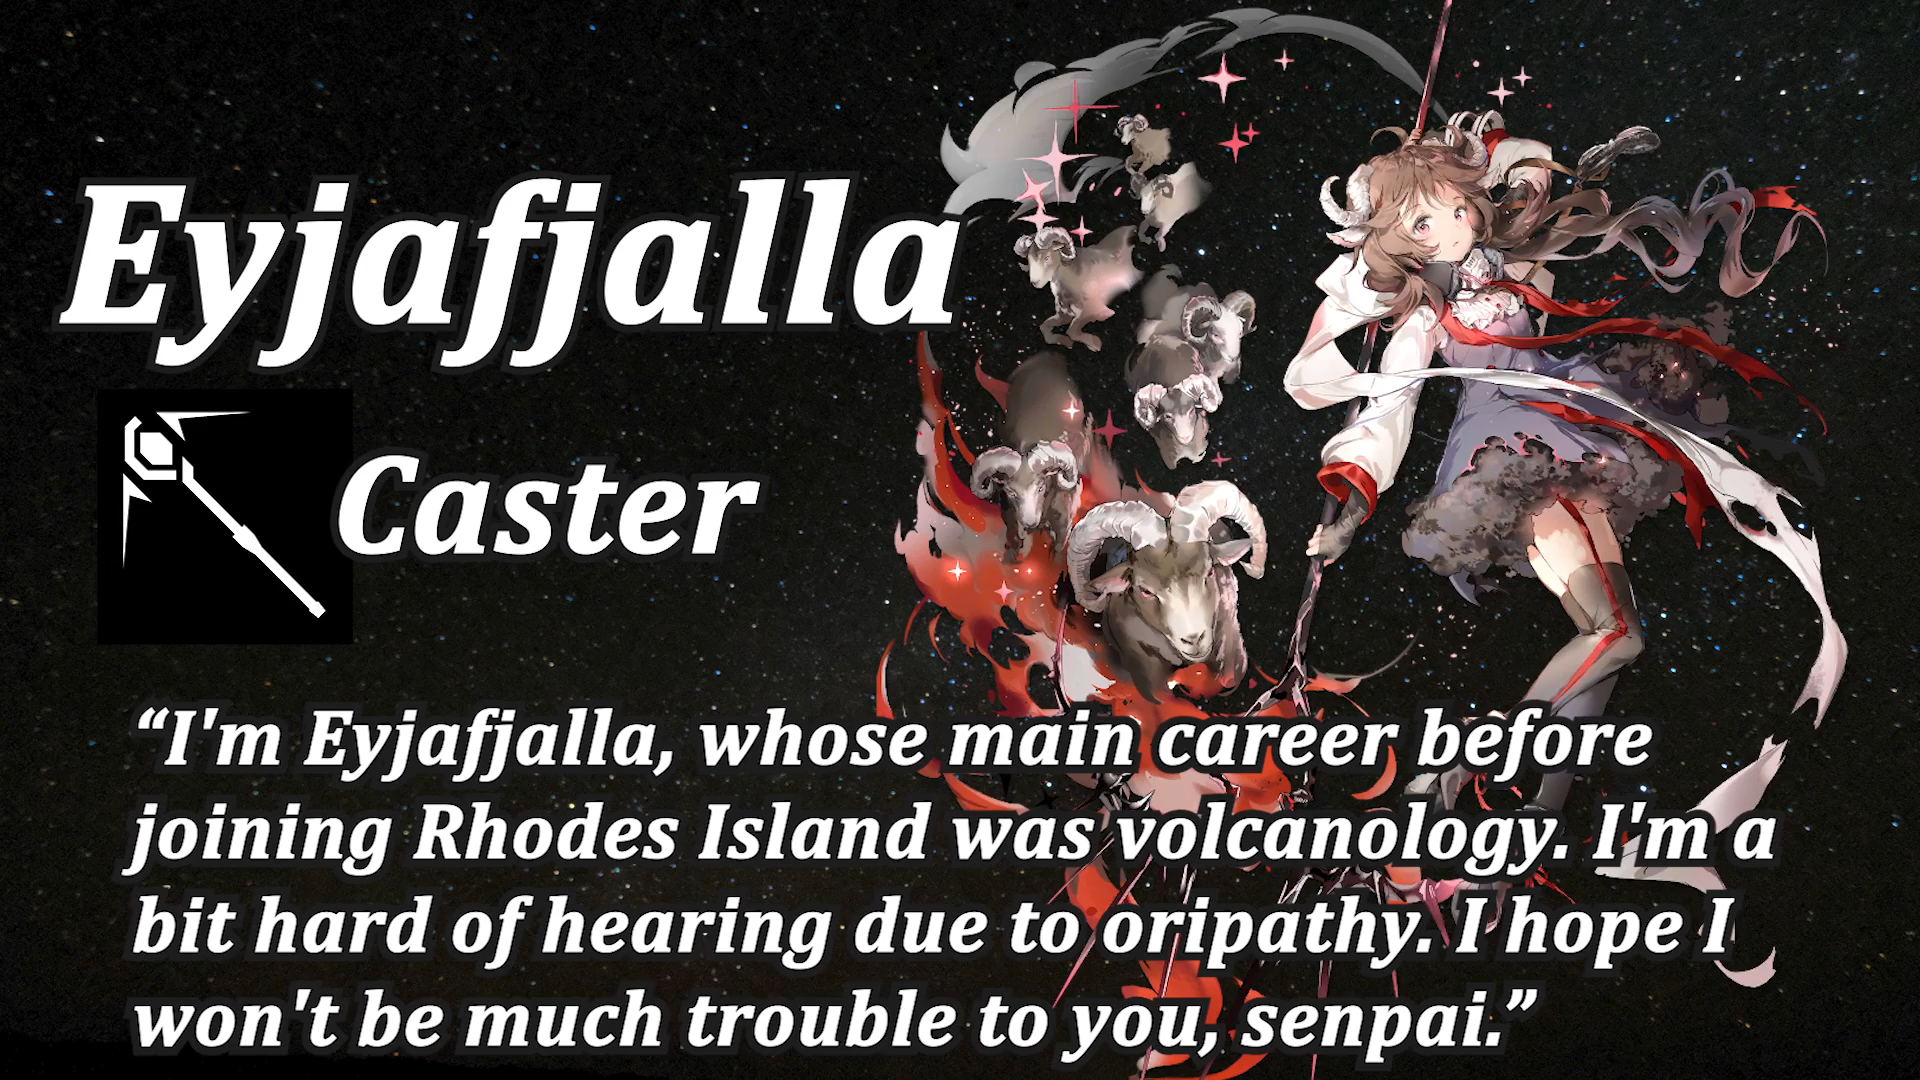 Eyjafjalla
Caster
“I'm Eyjafjalla, whose main career before
joining Rhodes Island was volcanology. I'm a
bit hard of hearing due to oripathy. I hope I
won't be much trouble to you, senpai.”